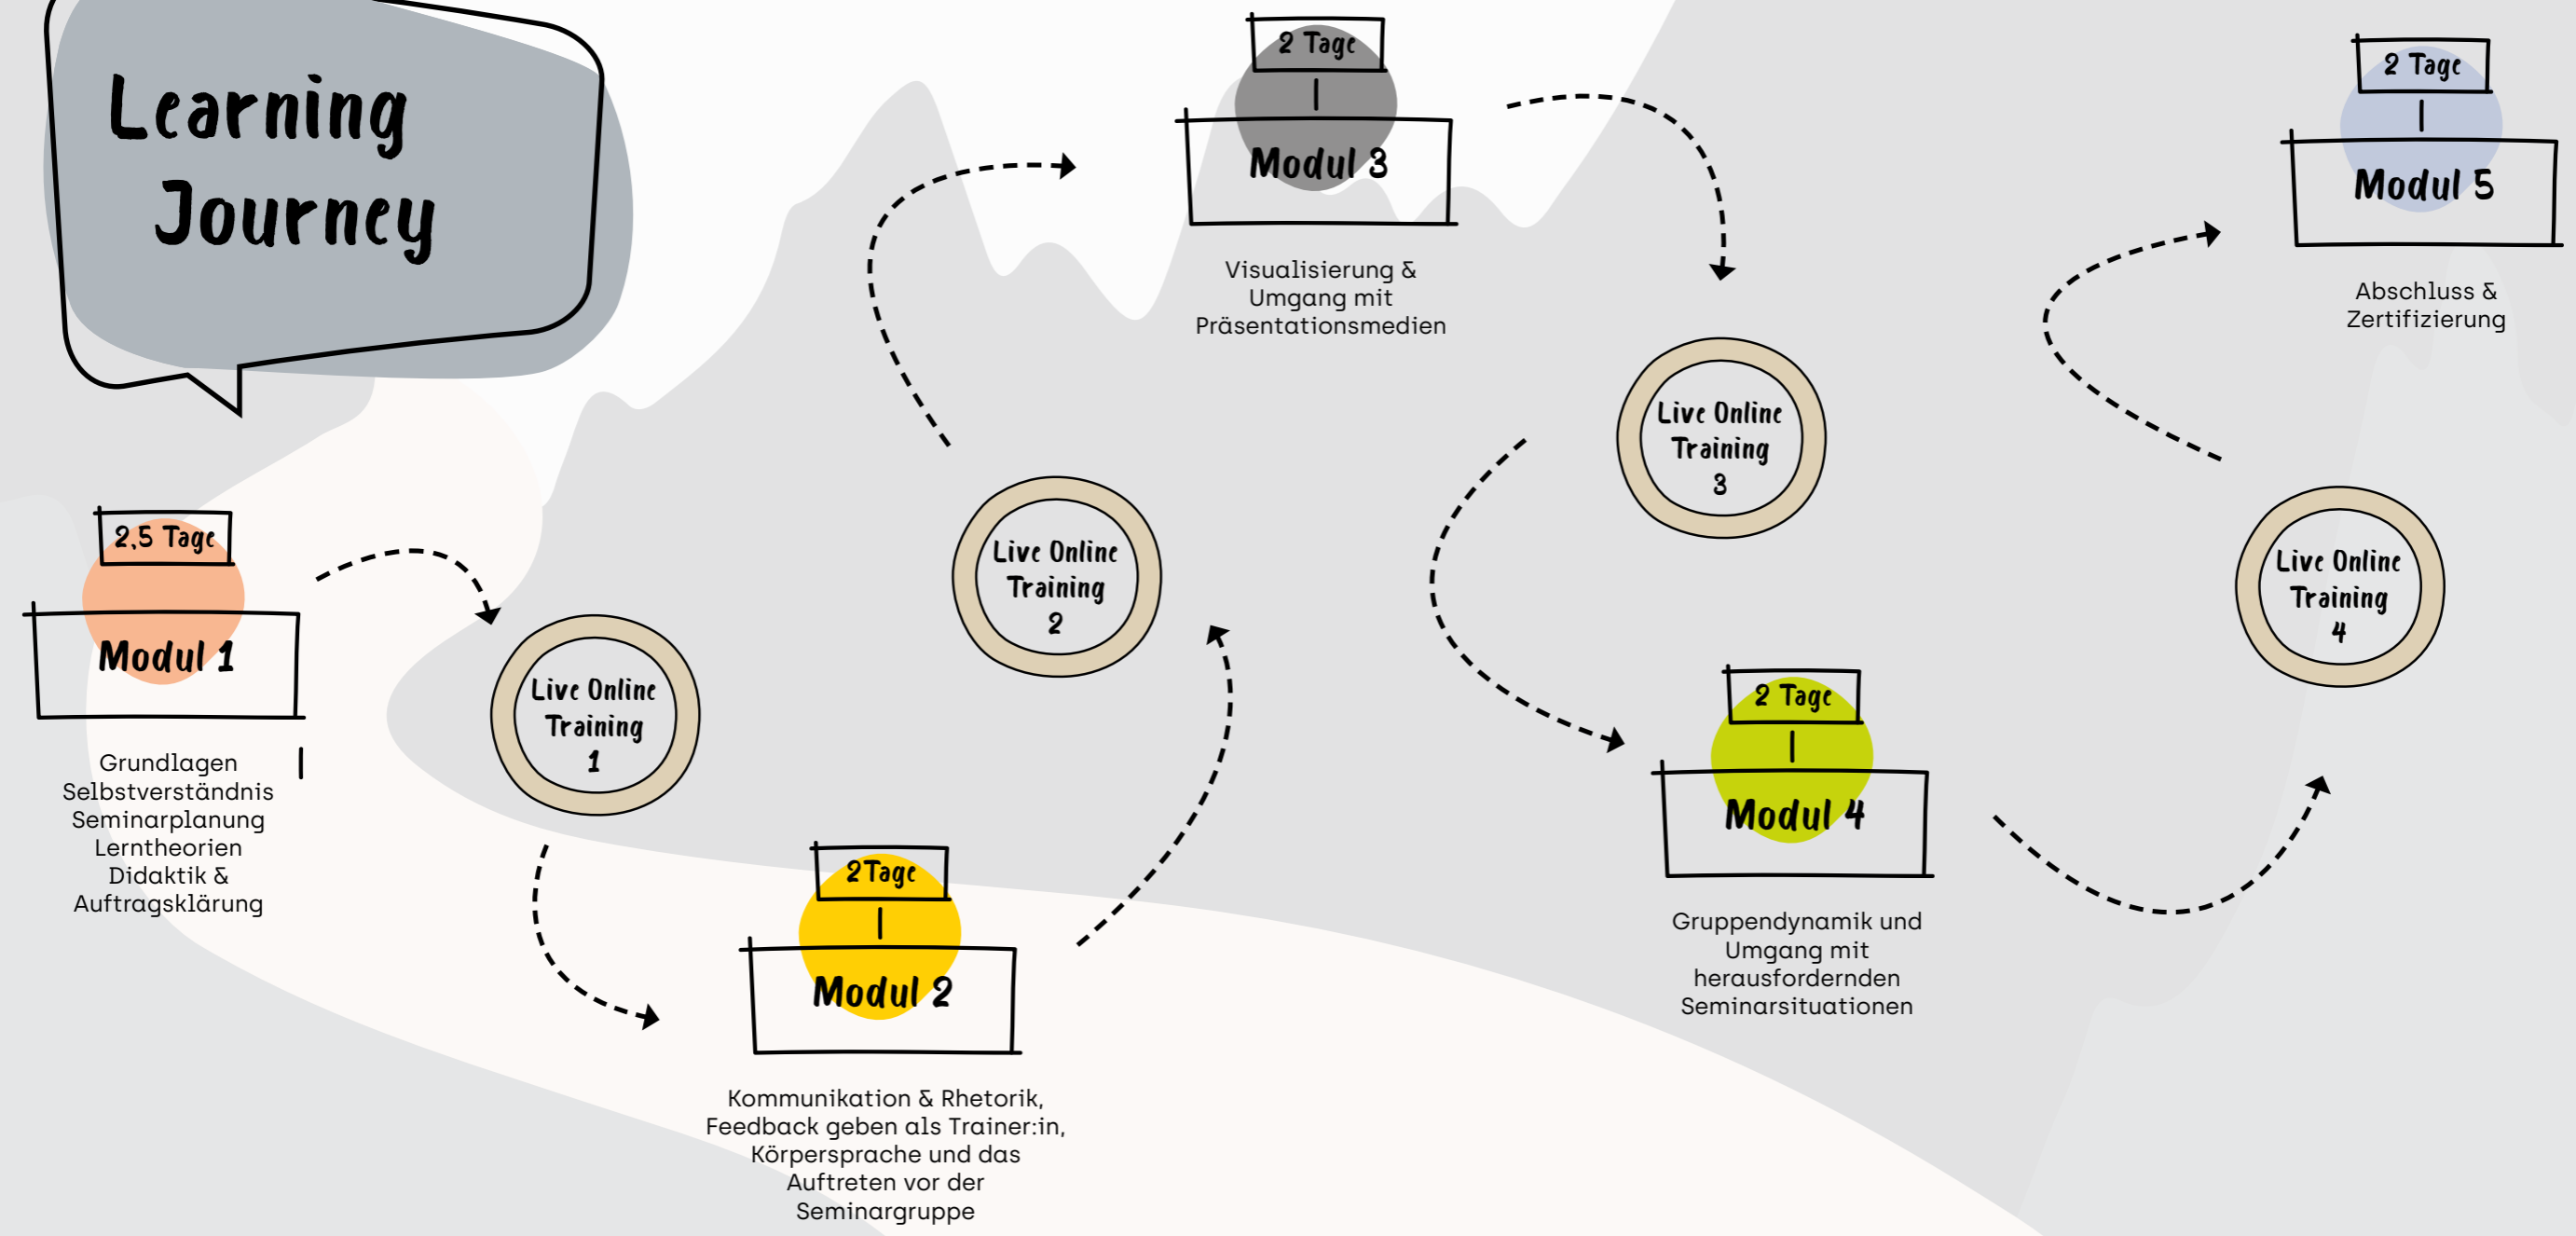 Learning
Journey
2,5 Tage
Modul 1
Grundlagen
Selbstverständnis
Seminarplanung
Lerntheorien
Didaktik &
Auftragsklärung
Live Online
Training
1
2Tage
Modul 2
Kommunikation & Rhetorik,
Feedback geben als Trainer:in,
Körpersprache und das
Auftreten vor der
Seminargruppe
Live Online
Training
2
2 Tage
Modul 3
Visualisierung &
Umgang mit
Präsentationsmedien
Live Online
Training
3
2 Tage
Modul 4
Gruppendynamik und
Umgang mit
herausfordernden
Seminarsituationen
Live Online
Training
4
2 Tage
Modul 5
Abschluss &
Zertifizierung